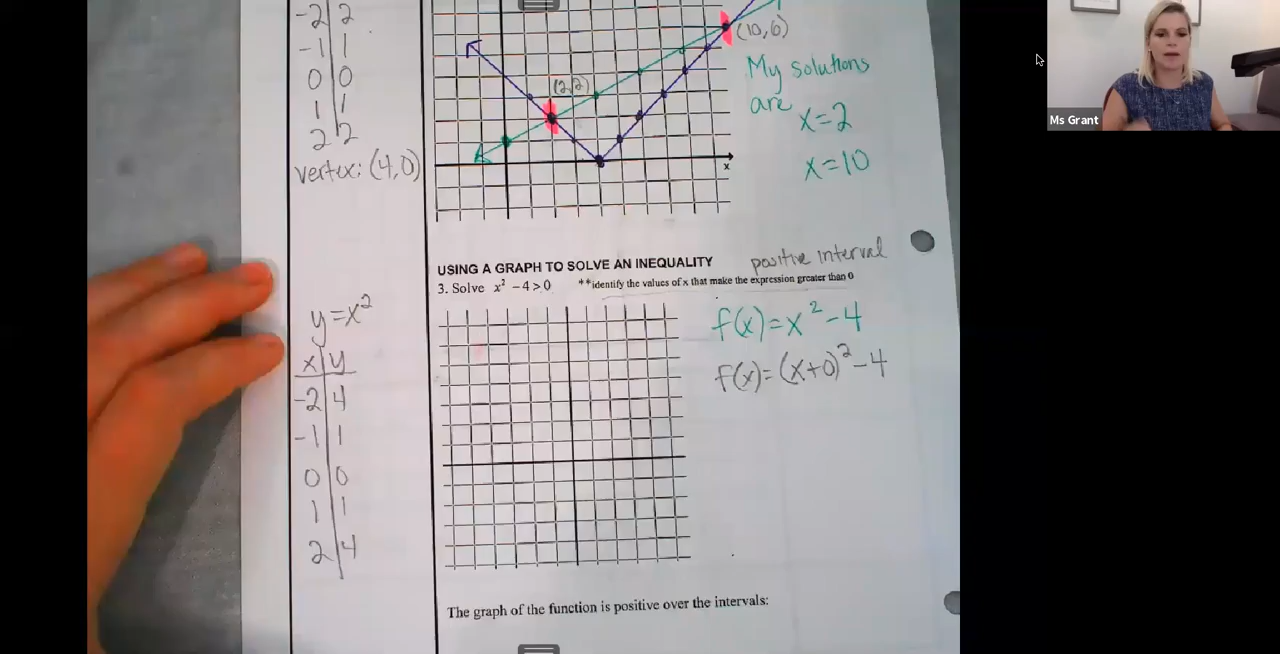 -2 2
-1 1
0 0
1 1
2 2
vertex: (4,0)
(2,2)
(10,6)
x
My solutions
are
x=2
x=10
Ms Grant
USING A GRAPH TO SOLVE AN INEQUALITY
positive interval
3. Solve x² − 4 > 0 **identify the values of x that make the expression greater than 0
y=x²
x y
-2 4
-1 1
0 0
1 1
2 4
f(x)=x²-4
f(x)=(x+0)²-4
The graph of the function is positive over the intervals: